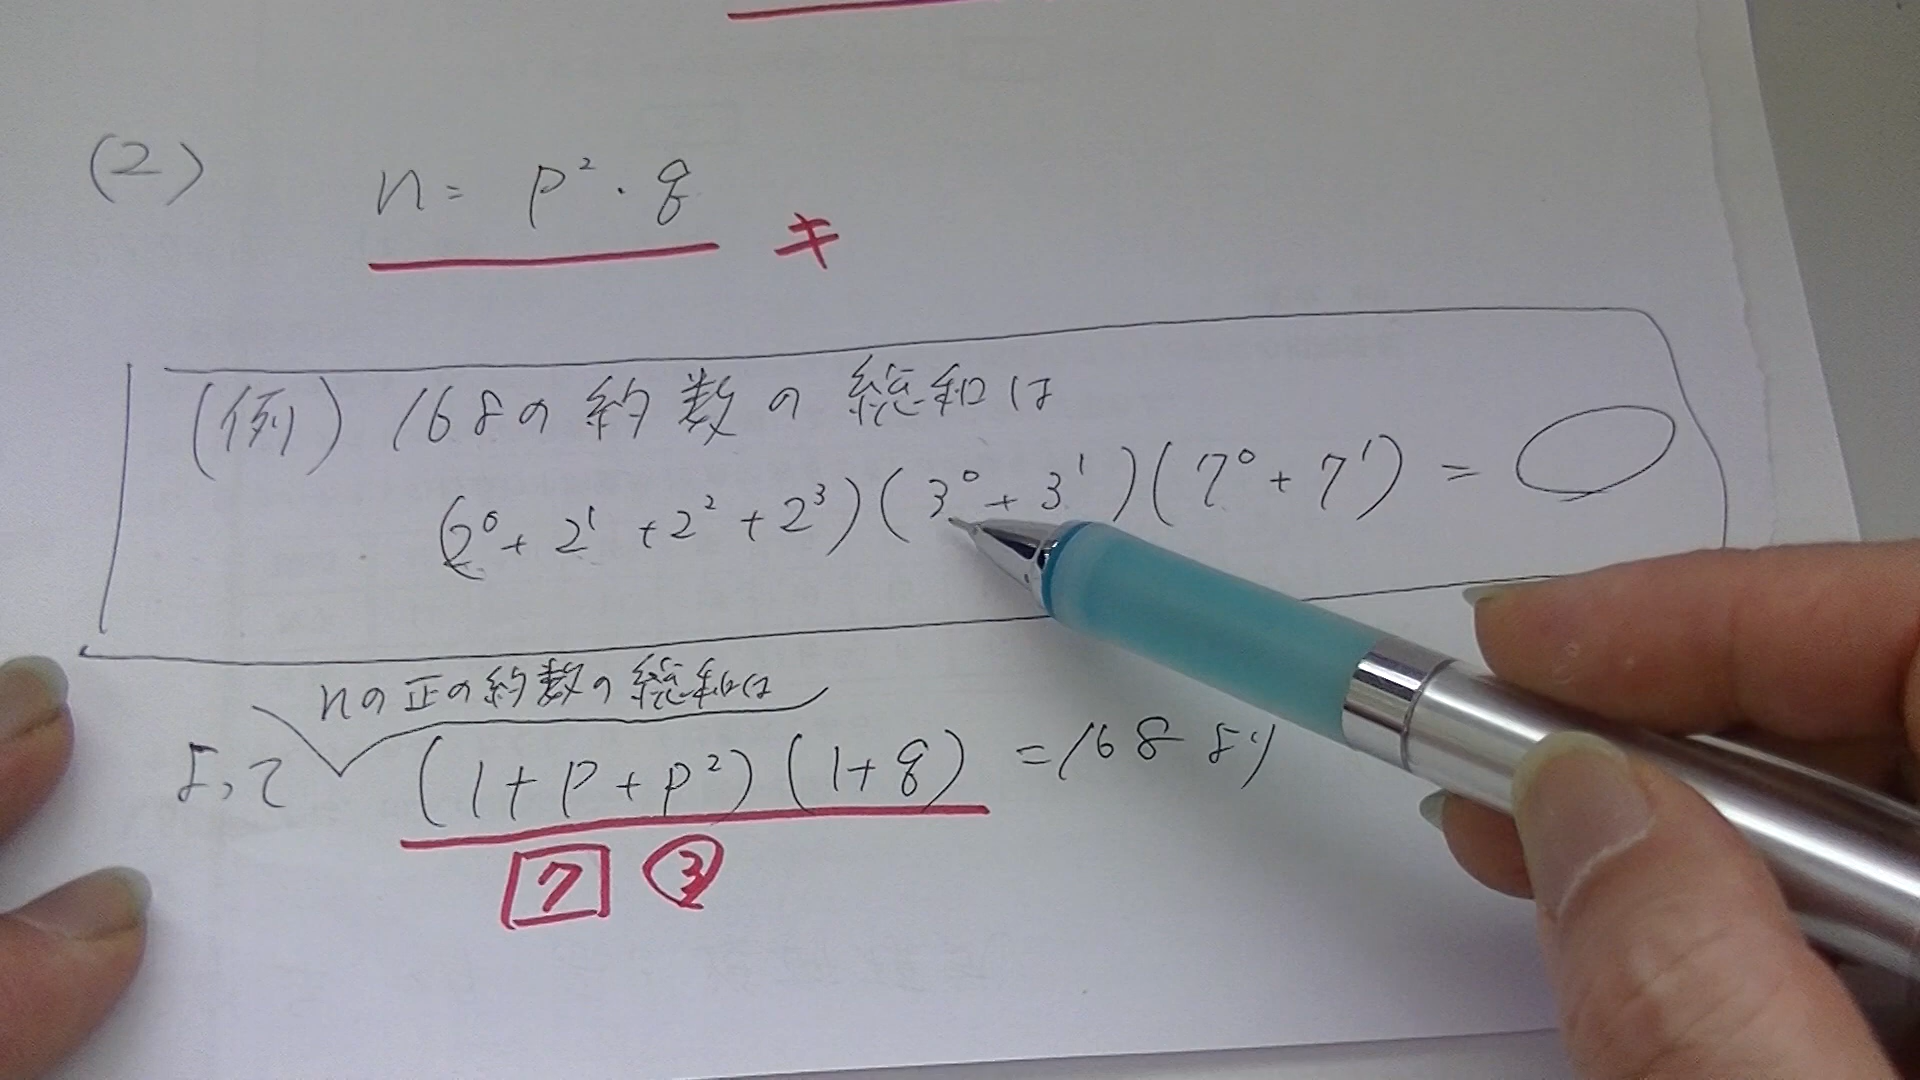 (2) n = p²・q キ
(例) 168の約数の総和は
(2⁰ + 2¹ + 2² + 2³)(3⁰ + 3¹)(7⁰ + 7¹) =
nの正の約数の総和は
よって (1 + p + p²)(1 + q) = 168 より
ク ③